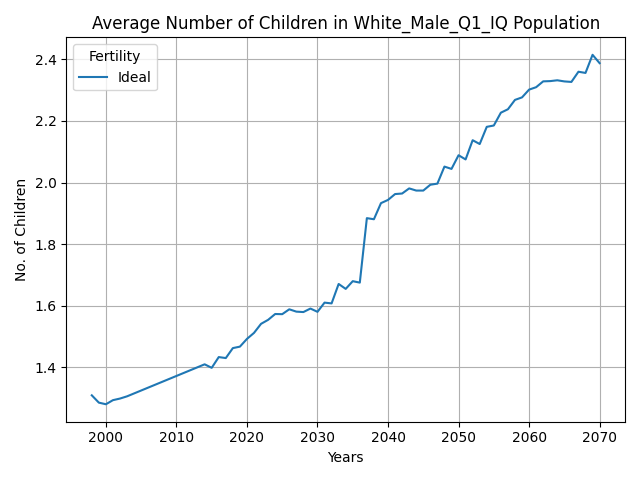 Average Number of Children in White_Male_Q1_IQ Population
Fertility
Ideal
No. of Children
2.4
2.2
2.0
1.8
1.6
1.4
2000 2010 2020 2030 2040 2050 2060 2070
Years